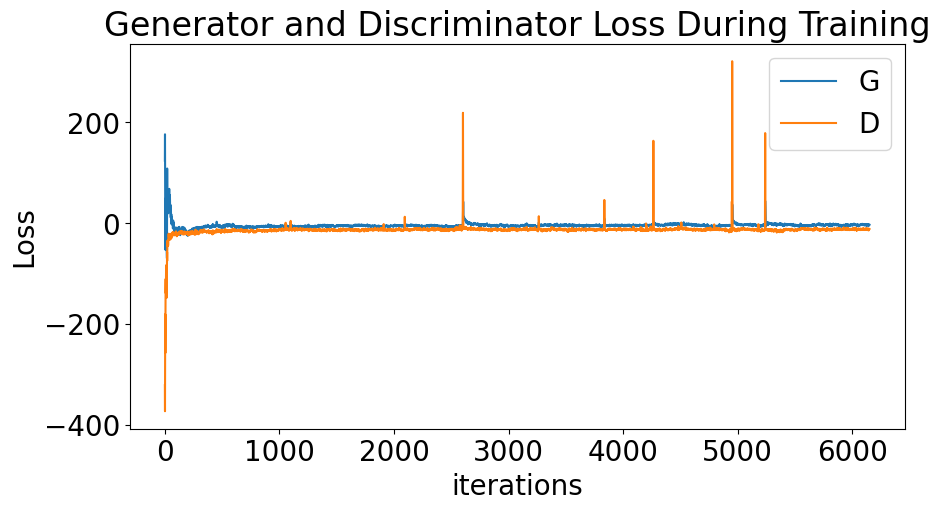 Generator and Discriminator Loss During Training
G
D
Loss
200
0
−200
−400
0 1000 2000 3000 4000 5000 6000
iterations